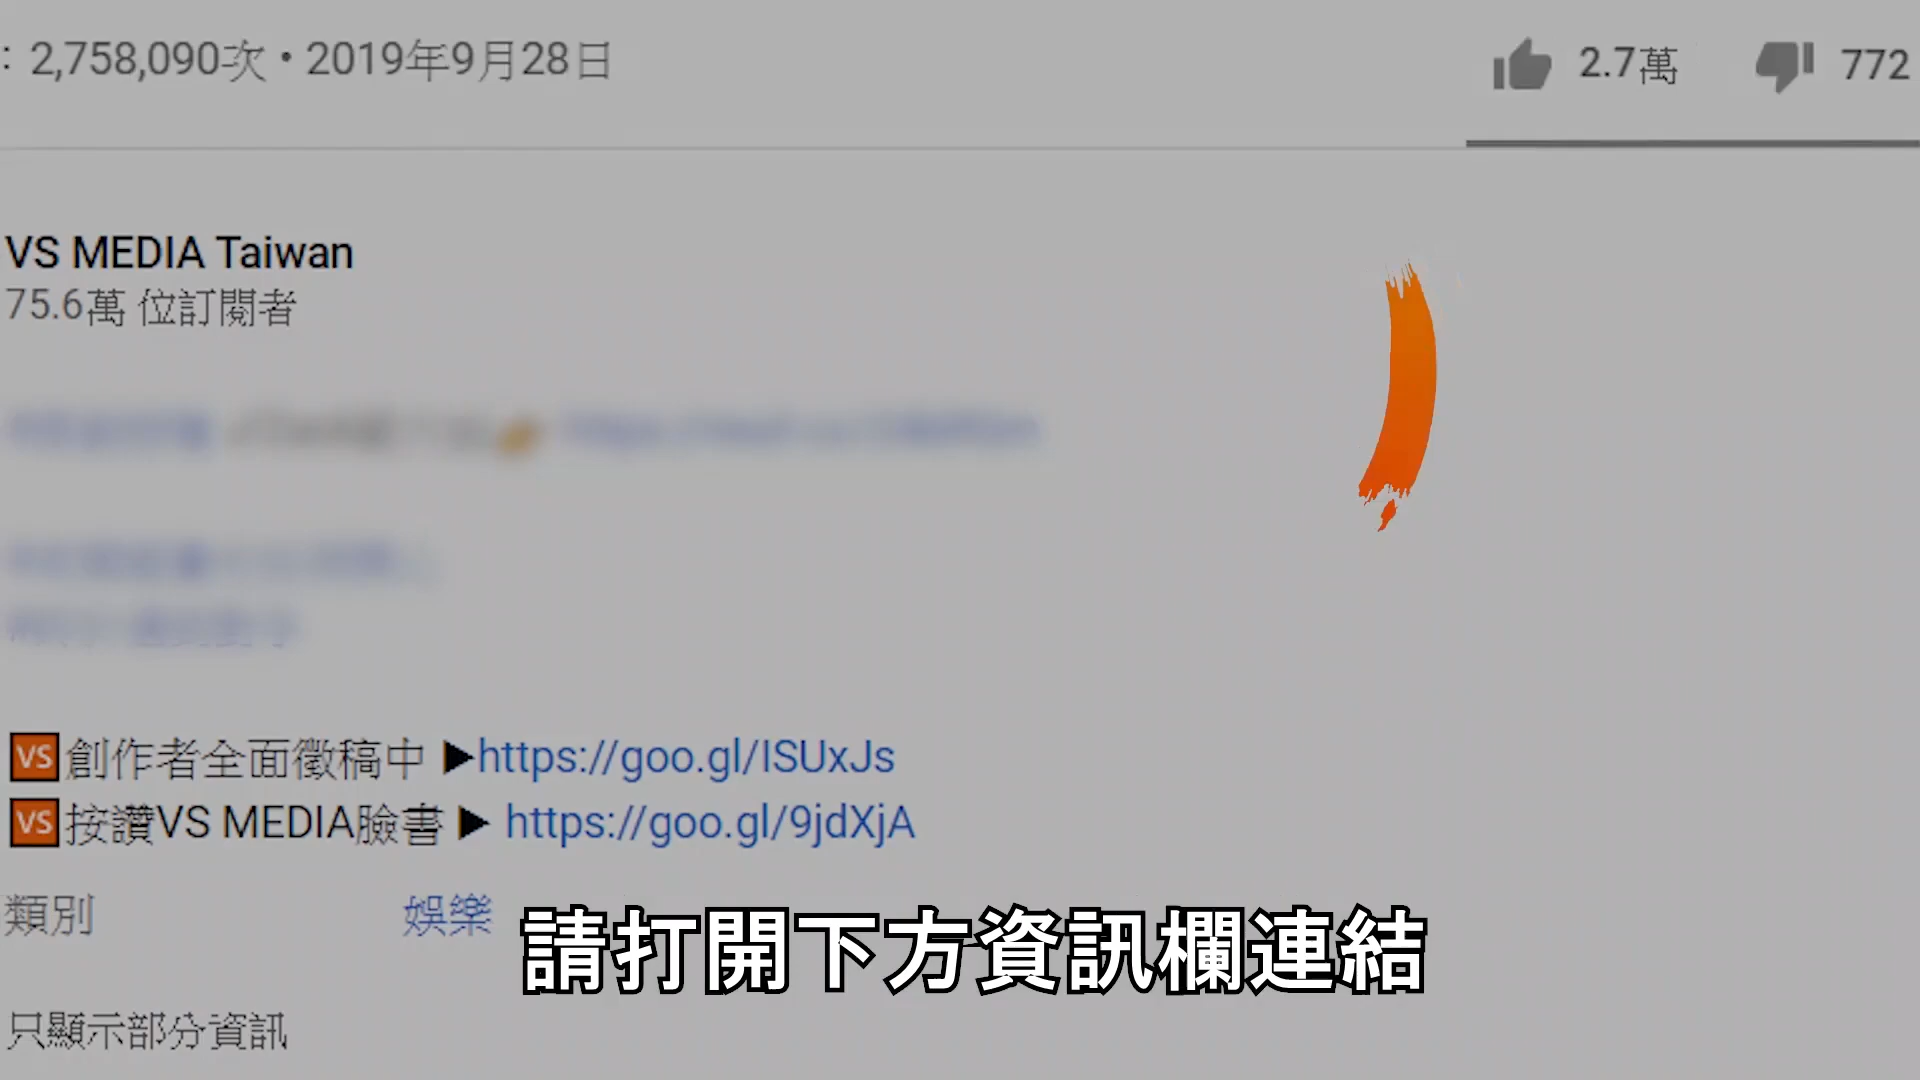 : 2,758,090次 • 2019年9月28日
2.7萬
772
VS MEDIA Taiwan
75.6萬 位訂閱者
VS創作者全面徵稿中 ▶https://goo.gl/ISUxJs
VS按讚VS MEDIA臉書 ▶ https://goo.gl/9jdXjA
類別 娛樂
請打開下方資訊欄連結
只顯示部分資訊